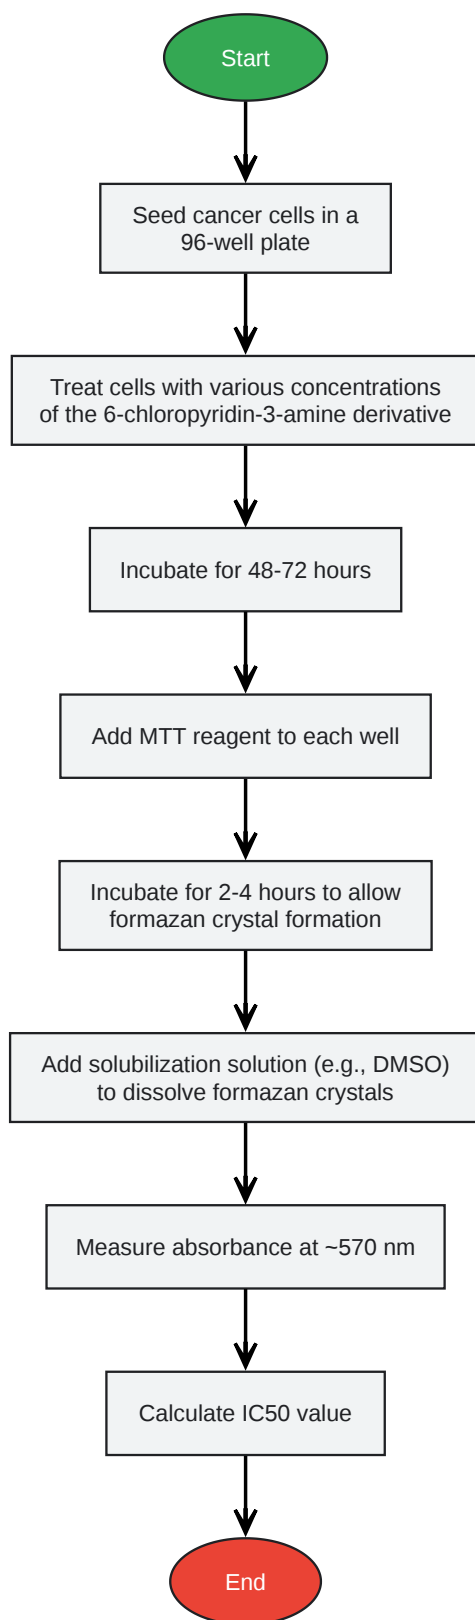 Start
Seed cancer cells in a
96-well plate
Treat cells with various concentrations
of the 6-chloropyridin-3-amine derivative
Incubate for 48-72 hours
Add MTT reagent to each well
Incubate for 2-4 hours to allow
formazan crystal formation
Add solubilization solution (e.g., DMSO)
to dissolve formazan crystals
Measure absorbance at ~570 nm
Calculate IC50 value
End